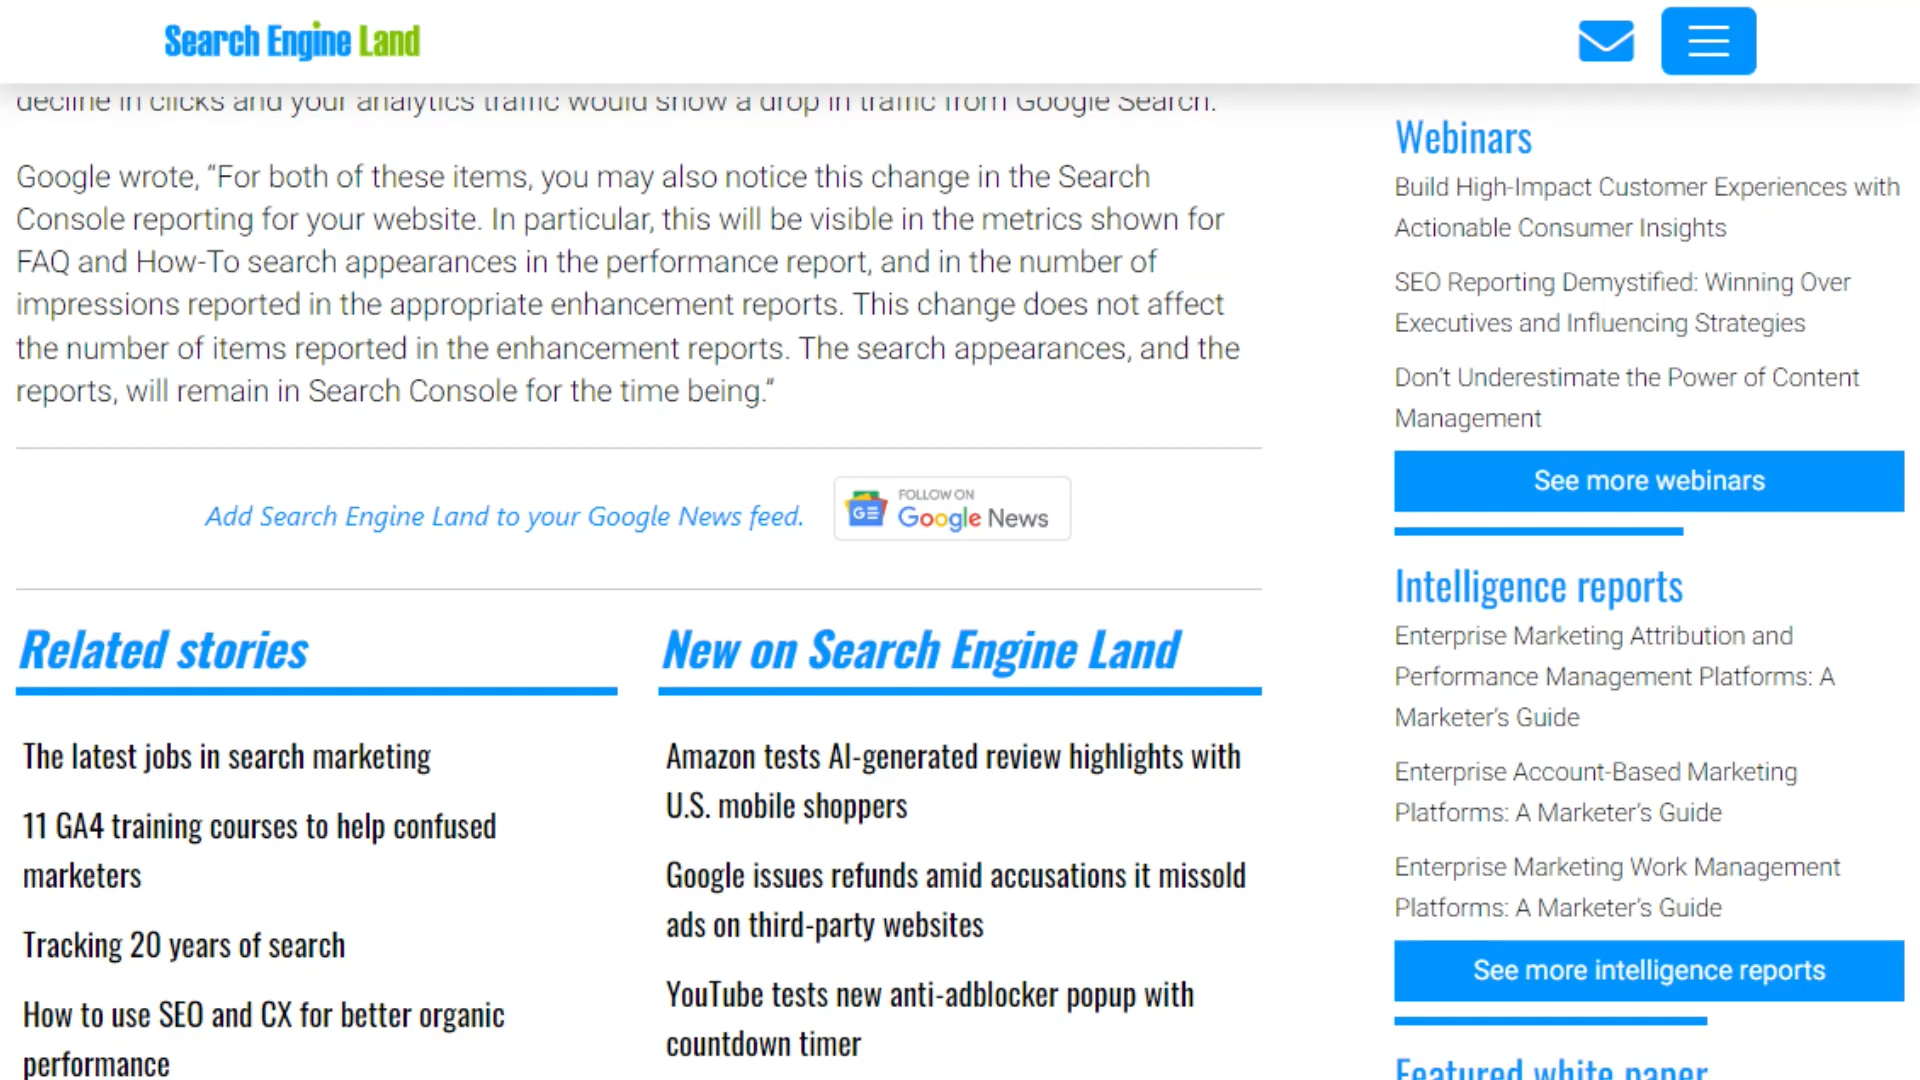 Search Engine Land
decline in clicks and your analytics traffic would show a drop in traffic from Google Search.
Google wrote, “For both of these items, you may also notice this change in the Search
Console reporting for your website. In particular, this will be visible in the metrics shown for
FAQ and How-To search appearances in the performance report, and in the number of
impressions reported in the appropriate enhancement reports. This change does not affect
the number of items reported in the enhancement reports. The search appearances, and the
reports, will remain in Search Console for the time being.”
Add Search Engine Land to your Google News feed.
GE
FOLLOW ON
Google News
Related stories
The latest jobs in search marketing
11 GA4 training courses to help confused
marketers
Tracking 20 years of search
How to use SEO and CX for better organic
performance
New on Search Engine Land
Amazon tests AI-generated review highlights with
U.S. mobile shoppers
Google issues refunds amid accusations it missold
ads on third-party websites
YouTube tests new anti-adblocker popup with
countdown timer
Webinars
Build High-Impact Customer Experiences with
Actionable Consumer Insights
SEO Reporting Demystified: Winning Over
Executives and Influencing Strategies
Don’t Underestimate the Power of Content
Management
See more webinars
Intelligence reports
Enterprise Marketing Attribution and
Performance Management Platforms: A
Marketer’s Guide
Enterprise Account-Based Marketing
Platforms: A Marketer’s Guide
Enterprise Marketing Work Management
Platforms: A Marketer’s Guide
See more intelligence reports
Featured white paper